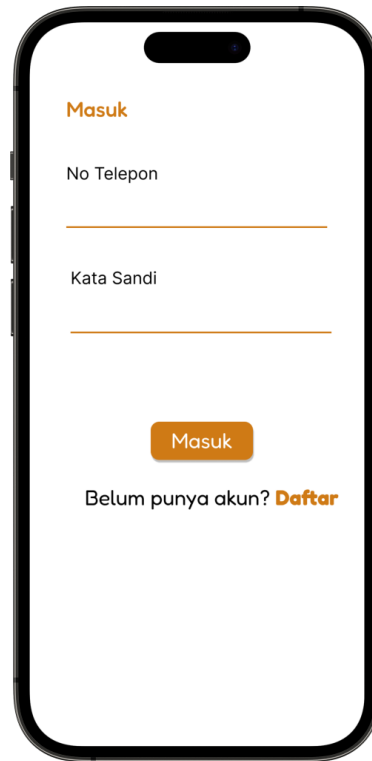 Masuk
No Telepon
Kata Sandi
Masuk
Belum punya akun? Daftar